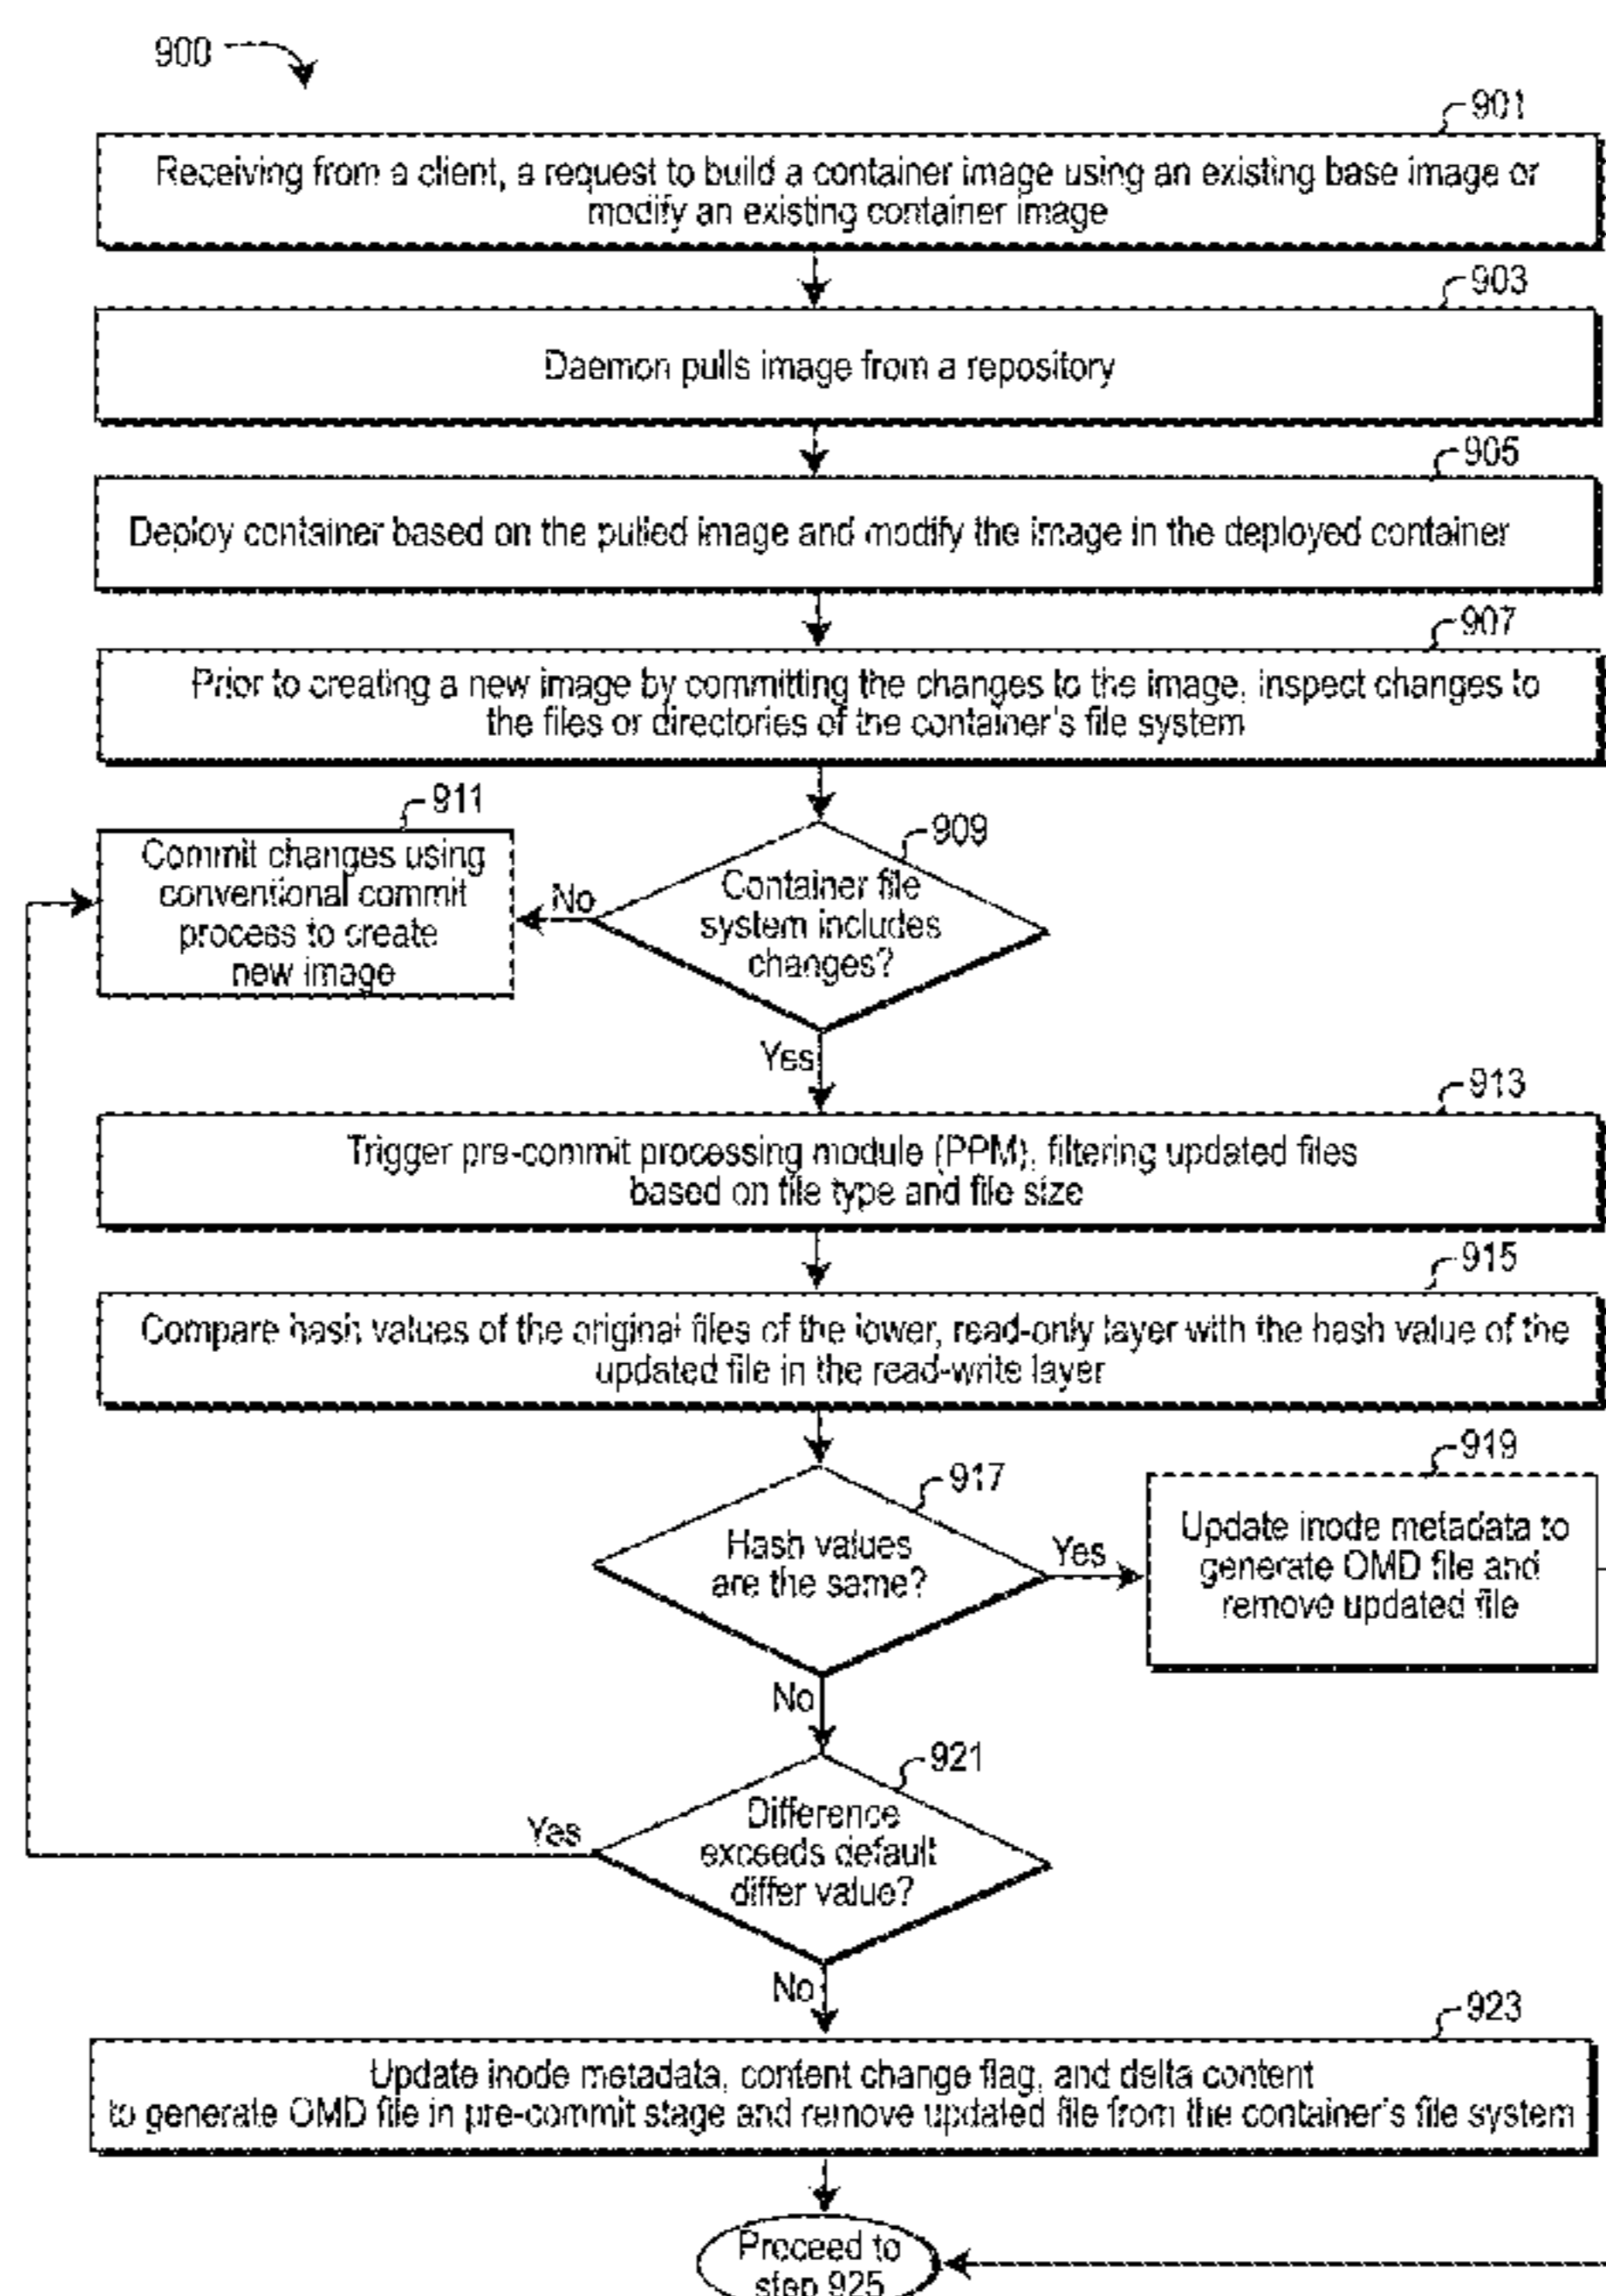 900
901
Receiving from a client, a request to build a container image using an existing base image or
modify an existing container image
903
Daemon pulls image from a repository
905
Deploy container based on the pulled image and modify the image in the deployed container
907
Prior to creating a new image by committing the changes to the image, inspect changes to
the files or directories of the container's file system
911
Commit changes using
conventional commit
process to create
new image
No
909
Container file
system includes
changes?
Yes
913
Trigger pre-commit processing module (PPM), filtering updated files
based on file type and file size
915
Compare hash values of the original files of the lower, read-only layer with the hash value of the
updated file in the read-write layer
917
Hash values
are the same?
Yes
919
Update inode metadata to
generate OMD file and
remove updated file
No
921
Difference
exceeds default
differ value?
Yes
No
923
Update inode metadata, content change flag, and delta content
to generate OMD file in pre-commit stage and remove updated file from the container's file system
Proceed to
step 925